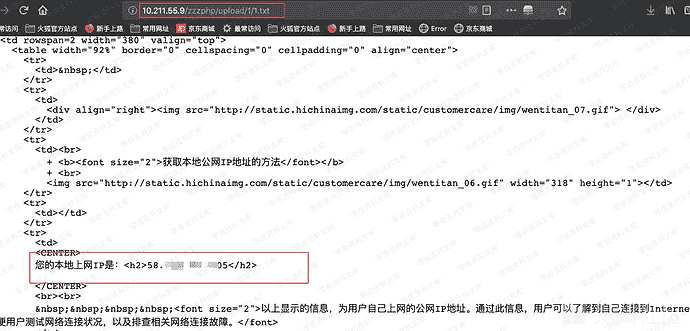 10.211.55.9/zzzphp/upload/1/1.txt
常访问 火狐官方站点 新手上路 常用网址 京东商城 最常访问 火狐官方站点 新手上路 常用网址 Error 京东商城 移动
<td rowspan=2 width="380" valign="top">
<table width="92%" border="0" cellspacing="0" cellpadding="0" align="center">
<tr>
<td>&nbsp;</td>
</tr>
<tr>
<td>
<div align="right"><img src="http://static.hichinaimg.com/static/customercare/img/wentitan_07.gif"> </div>
</td>
</tr>
<tr>
<td><br>
+ <b><font size="2">获取本地公网IP地址的方法</font></b>
+ <br>
<img src="http://static.hichinaimg.com/static/customercare/img/wentitan_06.gif" width="318" height="1"></td>
</tr>
<tr>
<td></td>
</tr>
<tr>
<td>
<CENTER>
您的本地上网IP是：<h2>58. 05</h2>
</CENTER>
<br><br>
&nbsp;&nbsp;&nbsp;&nbsp;<font size="2">以上显示的信息，为用户自己上网的公网IP地址。通过此信息，用户可以了解到自己连接到Interne
便用户测试网络连接状况，以及排查相关网络连接故障。</font>